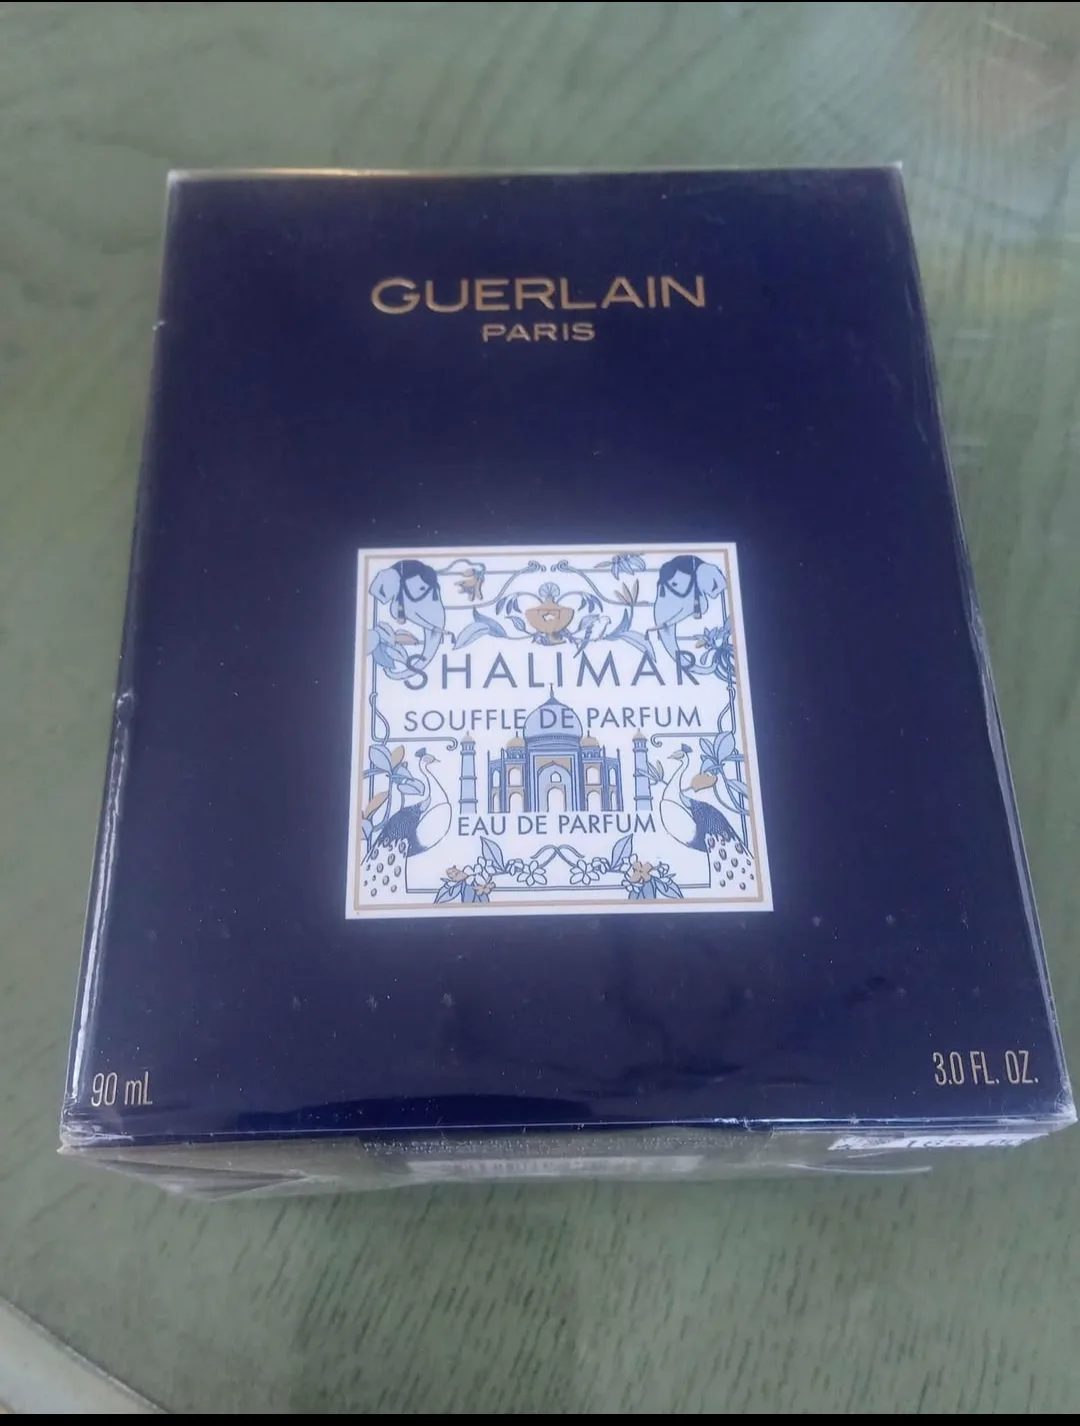 GUERLAIN
PARIS
SHALIMAR
SOUFFLE DE PARFUM
EAU DE PARFUM
90 mL
3.0 FL. OZ.